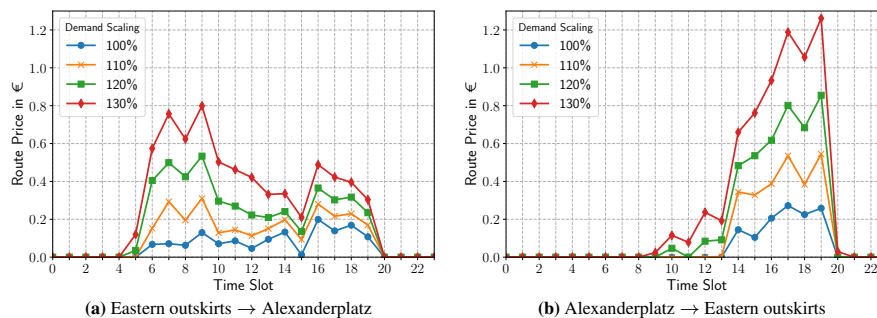 Demand Scaling
100%
110%
120%
130%
Route Price in €
1.2
1.0
0.8
0.6
0.4
0.2
0.0
0 2 4 6 8 10 12 14 16 18 20 22
Time Slot
(a) Eastern outskirts → Alexanderplatz
Demand Scaling
100%
110%
120%
130%
Route Price in €
1.2
1.0
0.8
0.6
0.4
0.2
0.0
0 2 4 6 8 10 12 14 16 18 20 22
Time Slot
(b) Alexanderplatz → Eastern outskirts